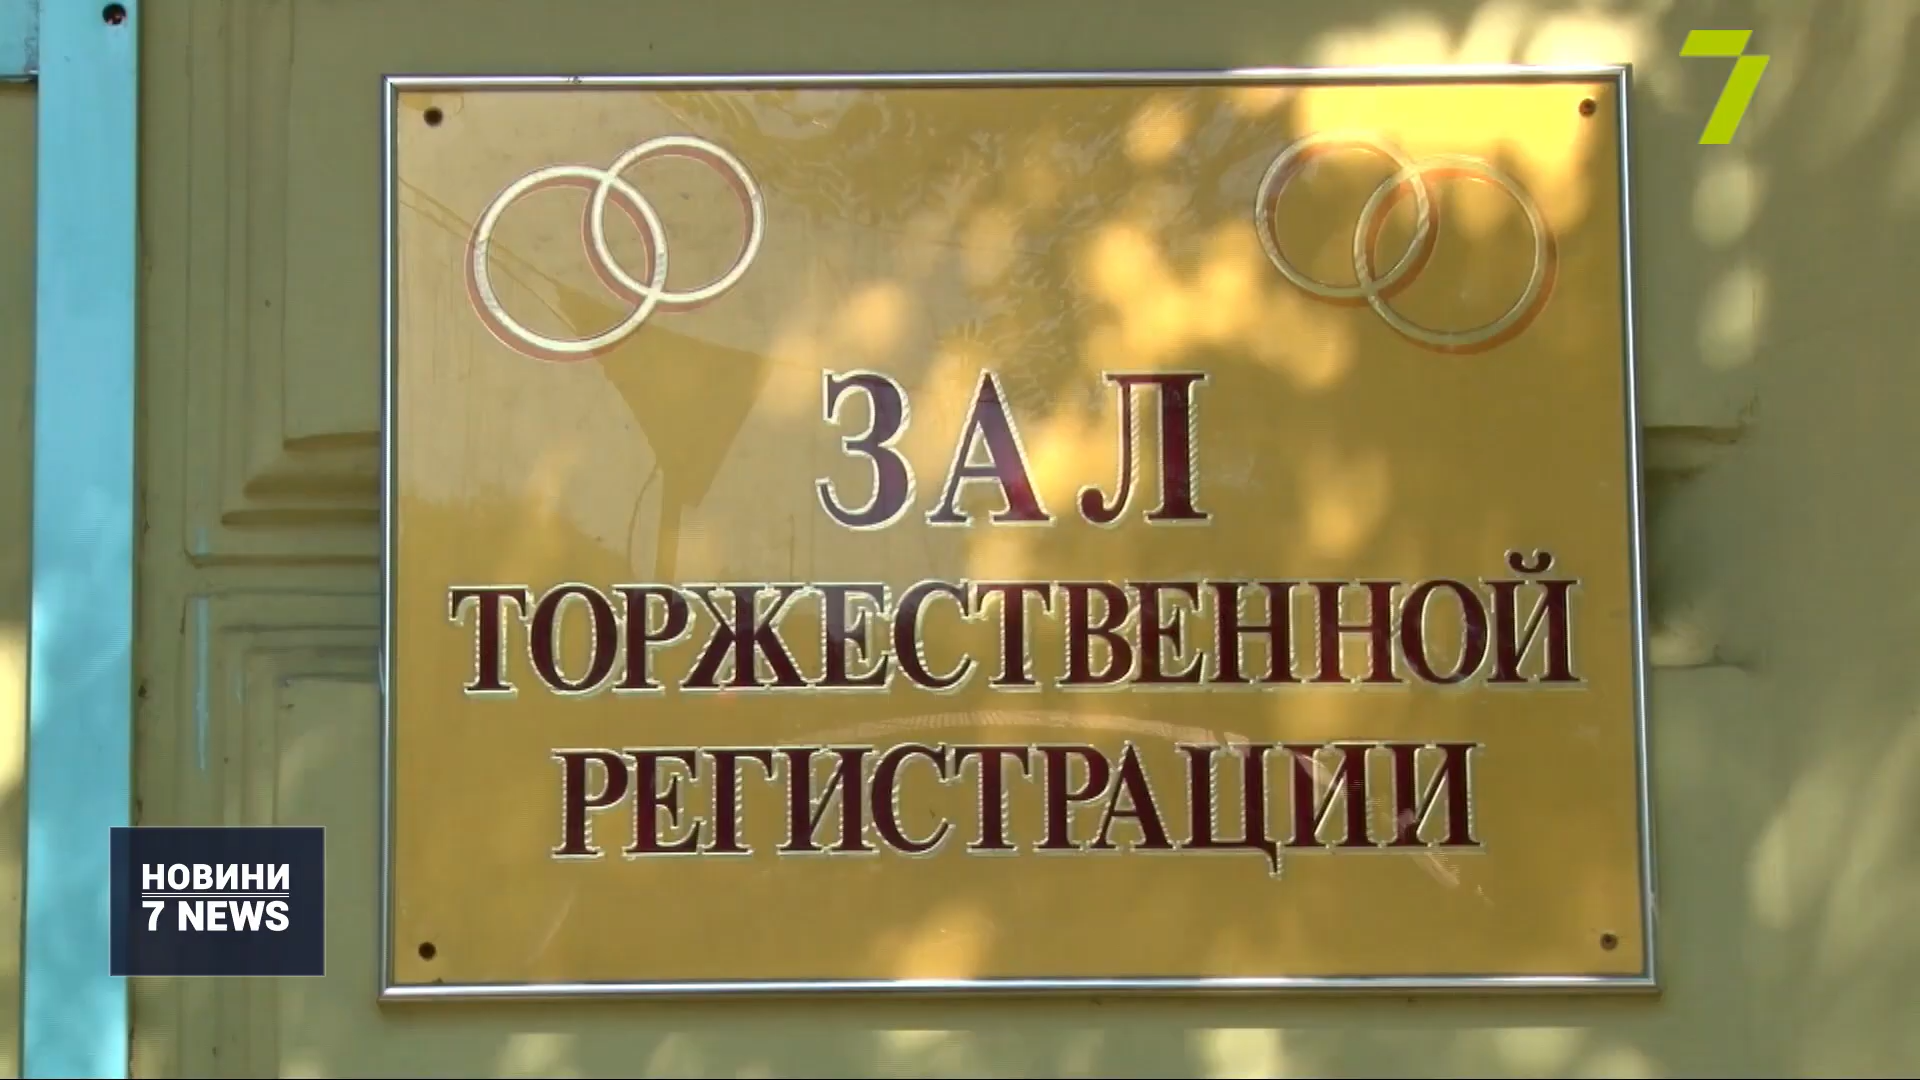 7
ЗАЛ
ТОРЖЕСТВЕННОЙ
РЕГИСТРАЦИИ
НОВИНИ
7 NEWS